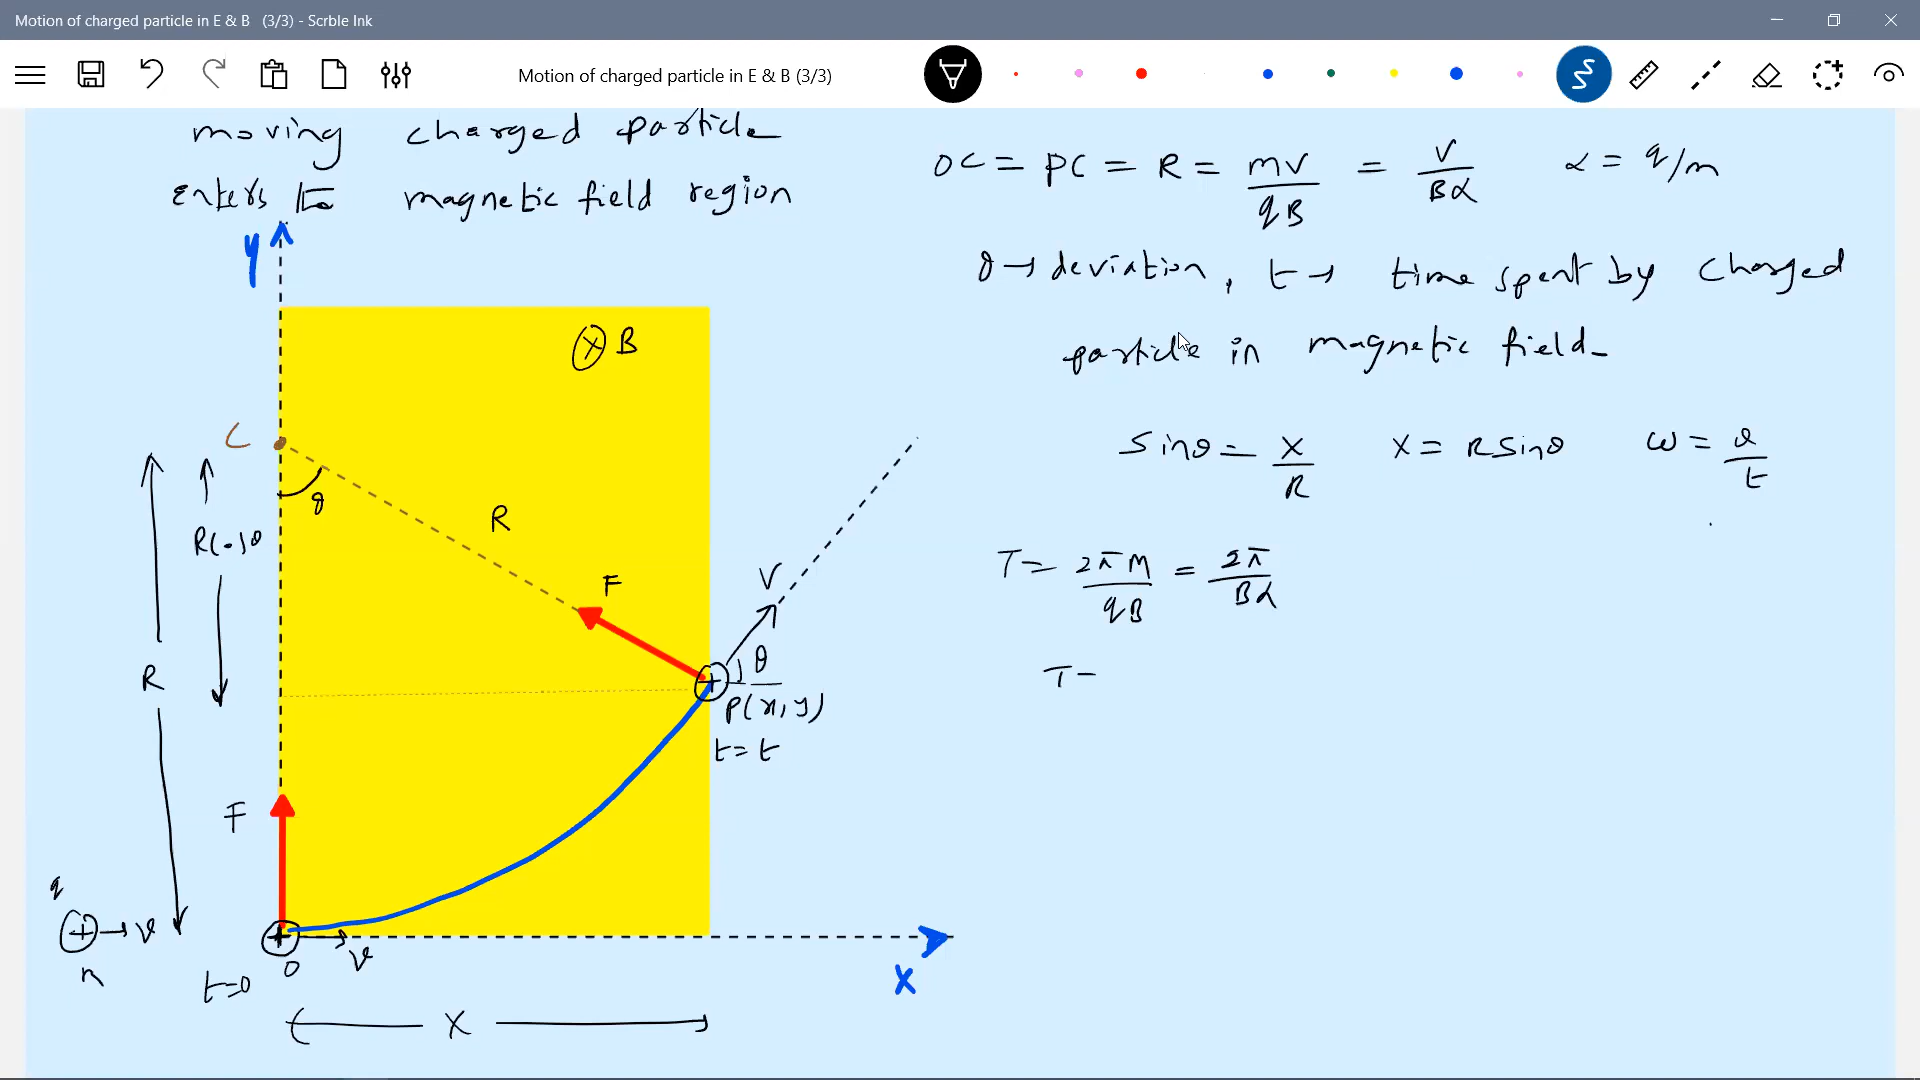 Motion of charged particle in E & B (3/3) - Scrble Ink
Motion of charged particle in E & B (3/3)
moving charged particle
enters magnetic field region
OC = PC = R = mv/qB = v/Bα α = q/m
θ → deviation, t → time spent by charged
particle in magnetic field.
sinθ = x/R x = R sinθ ω = θ/t
T = 2πm/qB = 2π/Bα
T =
y
⊗ B
C
θ
R
F
V
θ
P(x, y)
t = t
R
F
q
+ → v
m
t=0
+
O
v
x
X